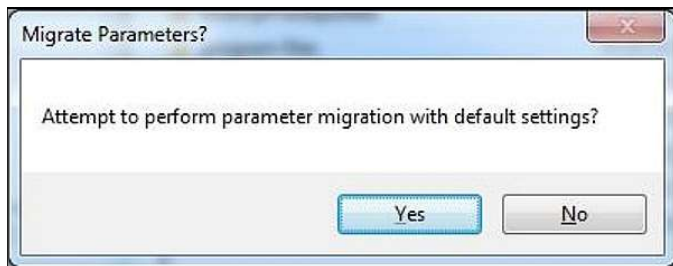 Migrate Parameters?
Attempt to perform parameter migration with default settings?
Yes
No